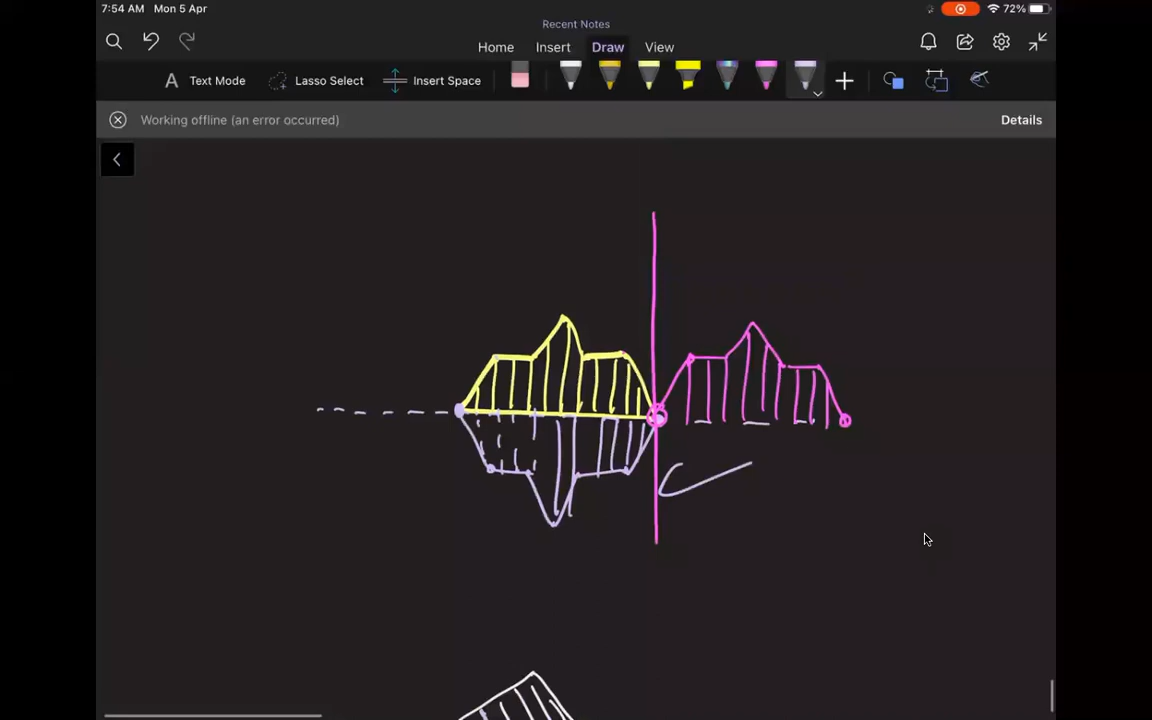 7:54 AM Mon 5 Apr
72%
Recent Notes
Home Insert Draw View
Text Mode Lasso Select Insert Space
Working offline (an error occurred) Details